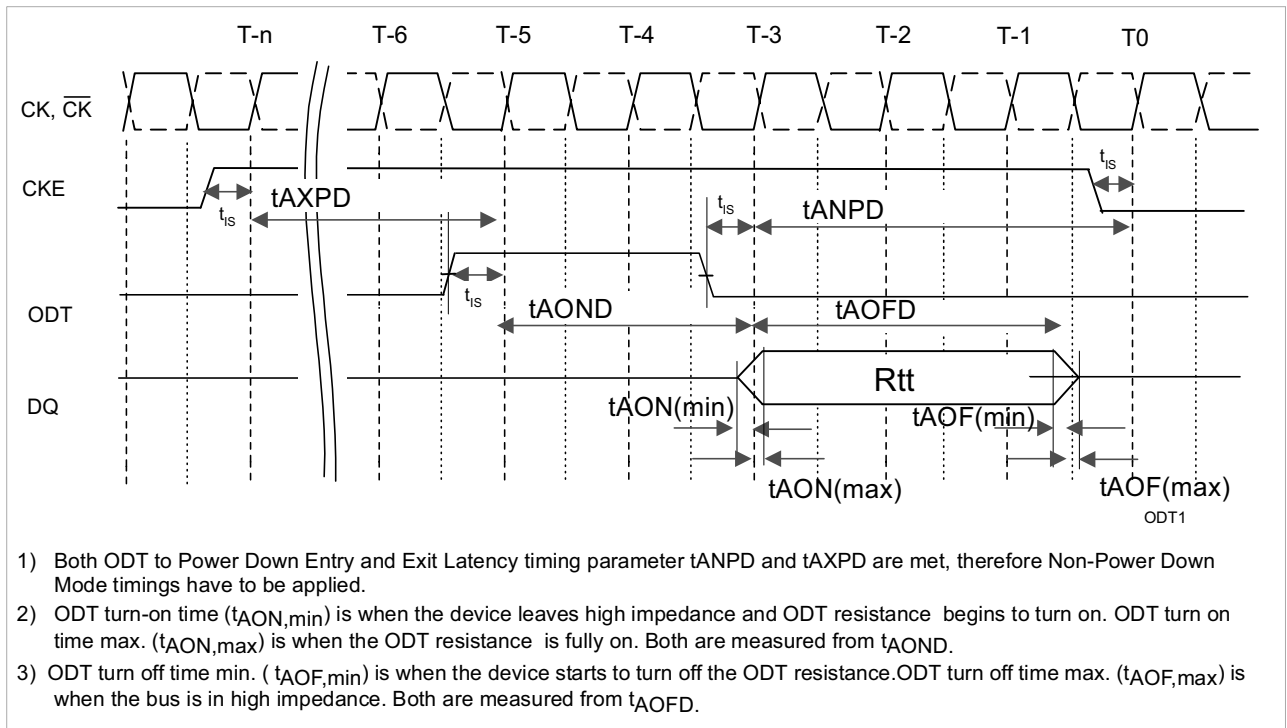 T-n T-6 T-5 T-4 T-3 T-2 T-1 T0
CK, C̅K̅
CKE
tIS
tAXPD
tIS
tANPD
tIS
ODT
tIS
tAOND
tAOFD
DQ
Rtt
tAON(min)
tAOF(min)
tAON(max)
tAOF(max)
ODT1
1) Both ODT to Power Down Entry and Exit Latency timing parameter tANPD and tAXPD are met, therefore Non-Power Down
Mode timings have to be applied.
2) ODT turn-on time (tAON,min) is when the device leaves high impedance and ODT resistance begins to turn on. ODT turn on
time max. (tAON,max) is when the ODT resistance is fully on. Both are measured from tAOND.
3) ODT turn off time min. ( tAOF,min) is when the device starts to turn off the ODT resistance.ODT turn off time max. (tAOF,max) is
when the bus is in high impedance. Both are measured from tAOFD.